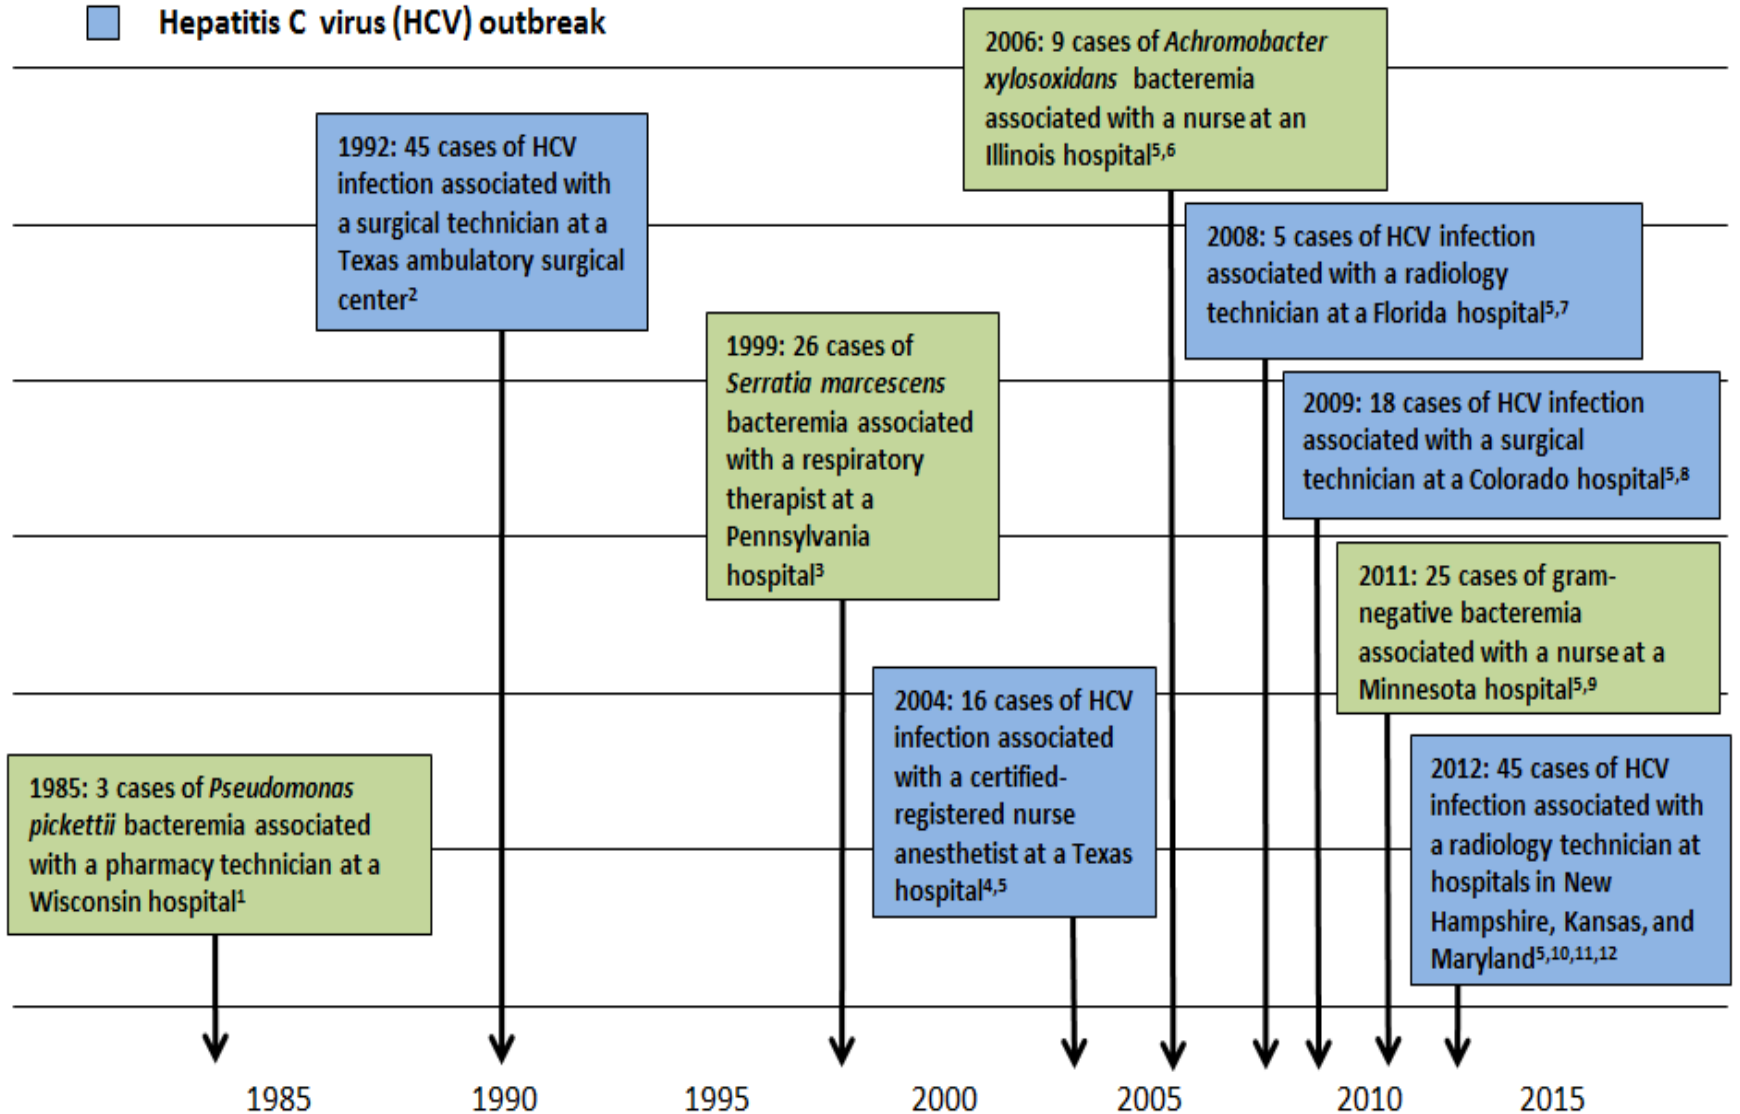 Hepatitis C virus (HCV) outbreak
2006: 9 cases of Achromobacter
xylosoxidans bacteremia
associated with a nurse at an
Illinois hospital5,6
1992: 45 cases of HCV
infection associated with
a surgical technician at a
Texas ambulatory surgical
center2
2008: 5 cases of HCV infection
associated with a radiology
technician at a Florida hospital5,7
1999: 26 cases of
Serratia marcescens
bacteremia associated
with a respiratory
therapist at a
Pennsylvania
hospital3
2009: 18 cases of HCV infection
associated with a surgical
technician at a Colorado hospital5,8
2011: 25 cases of gram-
negative bacteremia
associated with a nurse at a
Minnesota hospital5,9
2004: 16 cases of HCV
infection associated
with a certified-
registered nurse
anesthetist at a Texas
hospital4,5
1985: 3 cases of Pseudomonas
pickettii bacteremia associated
with a pharmacy technician at a
Wisconsin hospital1
2012: 45 cases of HCV
infection associated with
a radiology technician at
hospitals in New
Hampshire, Kansas, and
Maryland5,10,11,12
1985 1990 1995 2000 2005 2010 2015